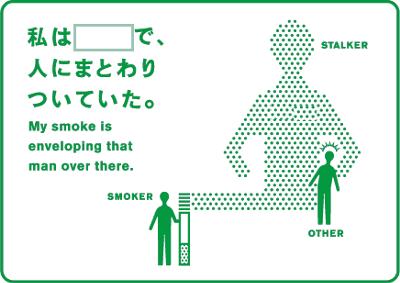 私は で、
人にまとわり
ついていた。
My smoke is
enveloping that
man over there.
STALKER
SMOKER
OTHER